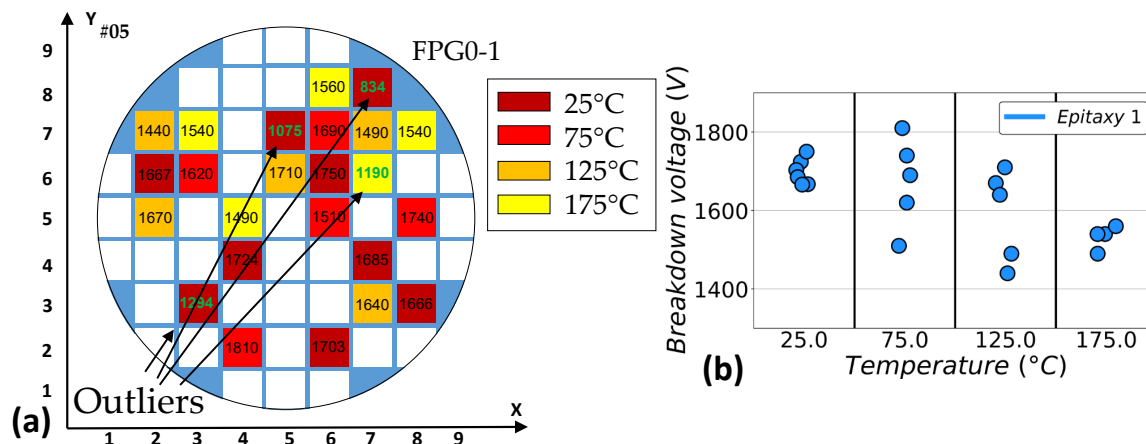 Y
#05
FPG0-1
9
8
7
6
5
4
3
2
1
1560 834
1440 1540 1075 1690 1490 1540
1667 1620 1710 1750 1190
1670 1490 1510 1740
1724 1685
1294 1640 1666
1810 1703
Outliers
X
1 2 3 4 5 6 7 8 9
(a)
25°C
75°C
125°C
175°C
Breakdown voltage (V)
1800
1600
1400
Epitaxy 1
25.0 75.0 125.0 175.0
Temperature (°C)
(b)